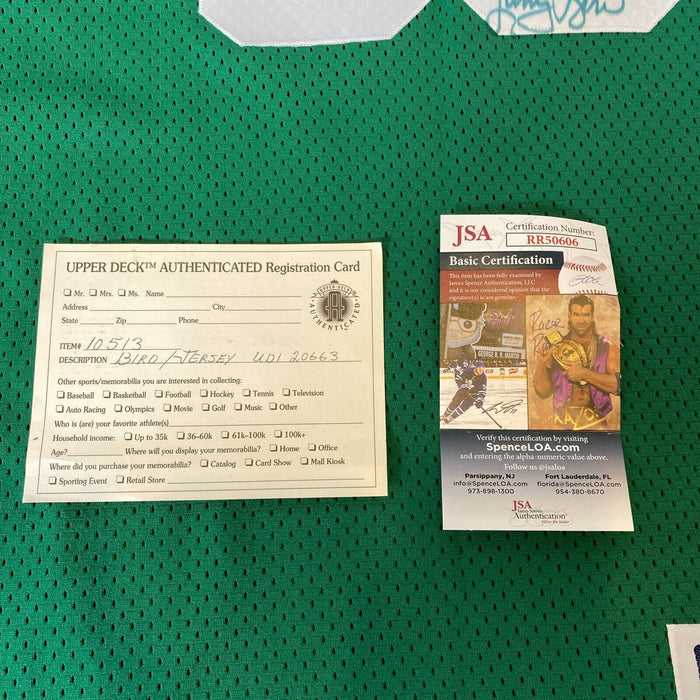 Larry Bird
UPPER DECK™ AUTHENTICATED Registration Card
☐ Mr. ☐ Mrs. ☐ Ms. Name
Address City
State Zip Phone
UPPER DECK
A
AUTHENTICATED
ITEM# 10513
DESCRIPTION BIRD/JERSEY UDI 20663
Other sports/memorabilia you are interested in collecting:
☐ Baseball ☐ Basketball ☐ Football ☐ Hockey ☐ Tennis ☐ Television
☐ Auto Racing ☐ Olympics ☐ Movie ☐ Golf ☐ Music ☐ Other
Who is (are) your favorite athlete(s)
Household income: ☐ Up to 35k ☐ 36–60k ☐ 61k–100k ☐ 100k+
Age? Where will you display your memorabilia? ☐ Home ☐ Office
Where did you purchase your memorabilia? ☐ Catalog ☐ Card Show ☐ Mall Kiosk
☐ Sporting Event ☐ Retail Store
JSA Certification Number:
RR50606
Basic Certification
This item has been fully examined by
James Spence Authentication, LLC
and it is our considered opinion that the
signature(s) is/are genuine.
GEORGE R. R. MARTIN
Razor
Verify this certification by visiting
SpenceLOA.com
and entering the alpha-numeric value above.
Follow us @jsaloa
Parsippany, NJ
info@SpenceLOA.com
973-898-1300
Fort Lauderdale, FL
florida@SpenceLOA.com
954-380-8670
JSA
James Spence
Authentication